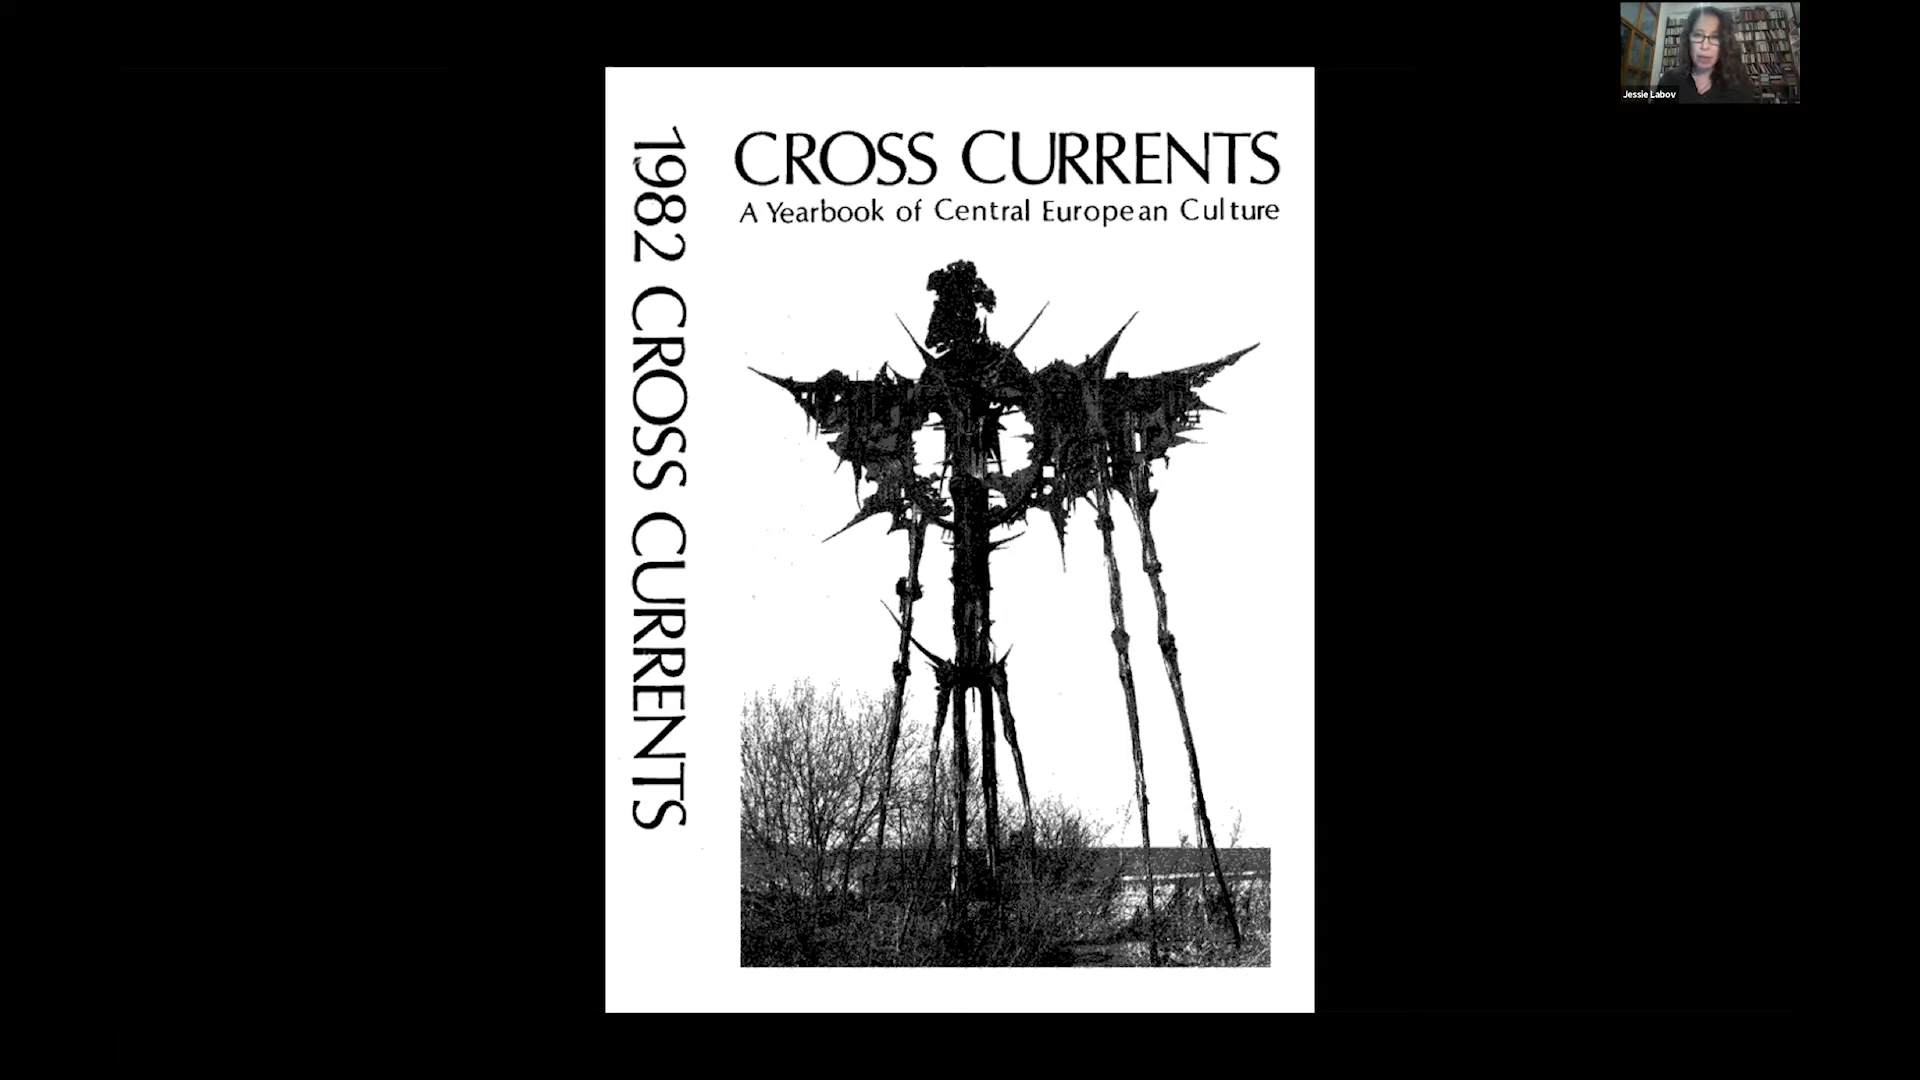 1982 CROSS CURRENTS
CROSS CURRENTS
A Yearbook of Central European Culture
Jessie Labov